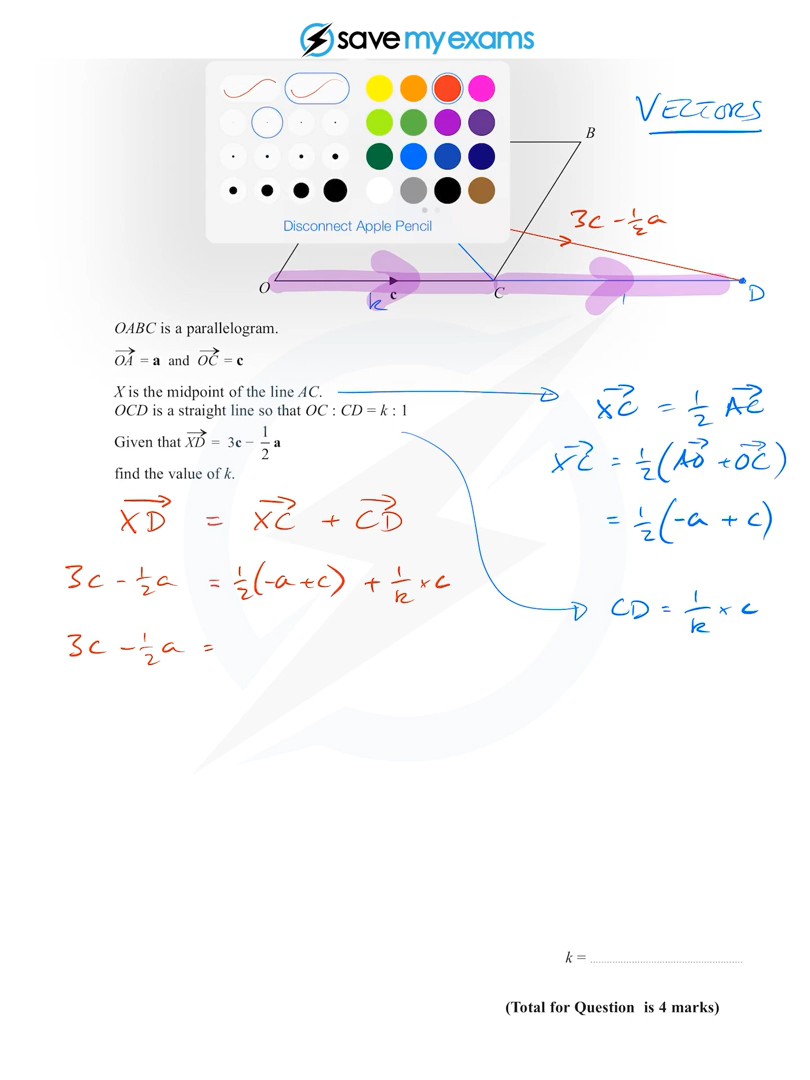 save my exams
VECTORS
Disconnect Apple Pencil
B
3c - 1/2 a
O
k
c
C
1
D
OABC is a parallelogram.
OA = a and OC = c
X is the midpoint of the line AC.
OCD is a straight line so that OC : CD = k : 1
Given that XD = 3c − 1/2 a
find the value of k.
XC = 1/2 AC
XC = 1/2 (AO + OC)
= 1/2 (-a + c)
XD = XC + CD
3c - 1/2 a = 1/2 (-a + c) + 1/k × c
CD = 1/k × c
3c - 1/2 a =
k = ........................................................
(Total for Question is 4 marks)